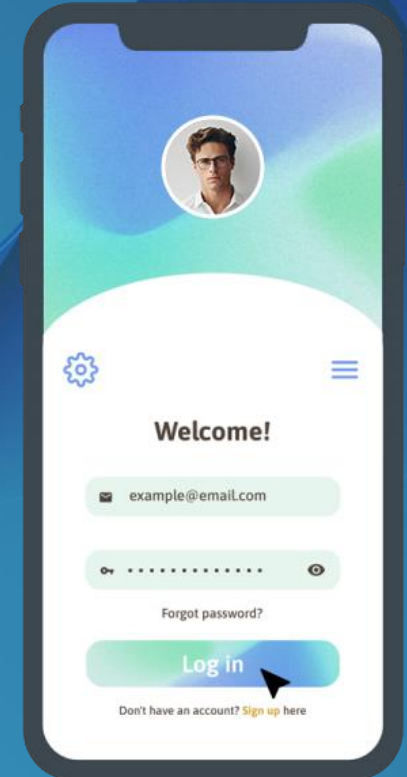 Welcome!
example@email.com
Forgot password?
Log in
Don't have an account? Sign up here